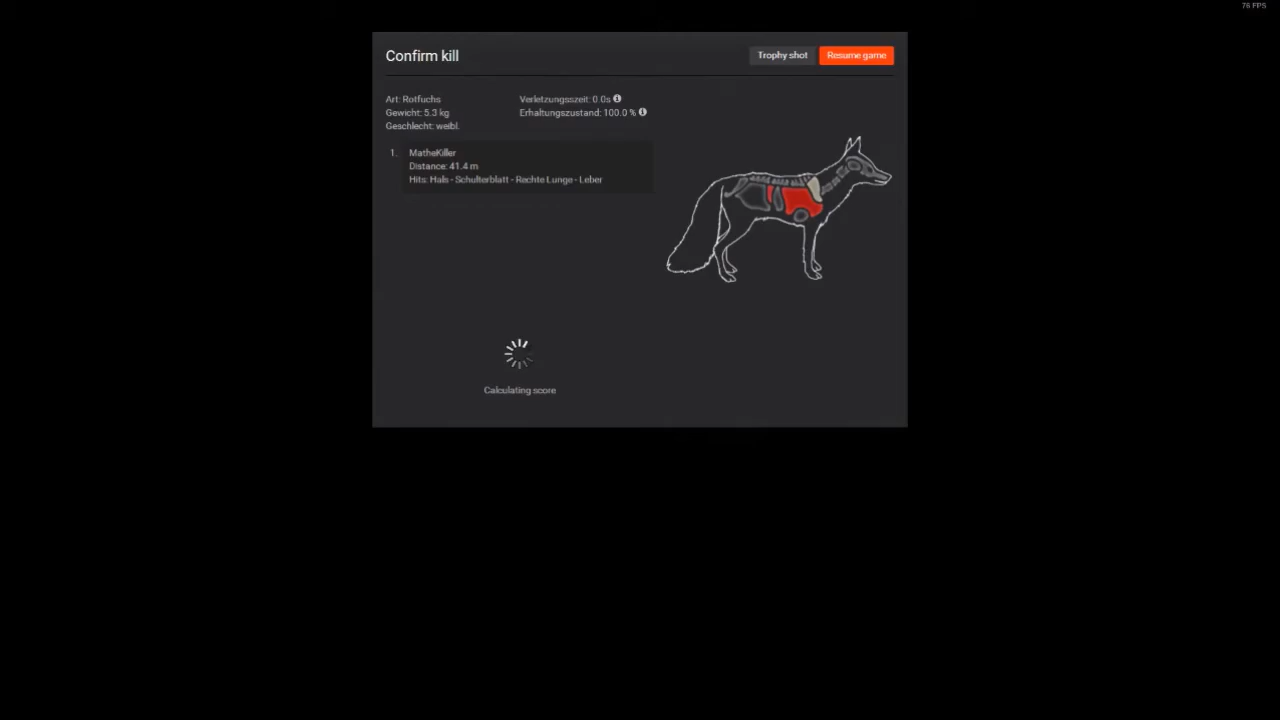 76 FPS
Confirm kill
Trophy shot
Resume game
Art: Rotfuchs
Verletzungsszeit: 0.0s
Gewicht: 5.3 kg
Erhaltungszustand: 100.0 %
Geschlecht: weibl.
1. MatheKiller
Distance: 41.4 m
Hits: Hals - Schulterblatt - Rechte Lunge - Leber
Calculating score